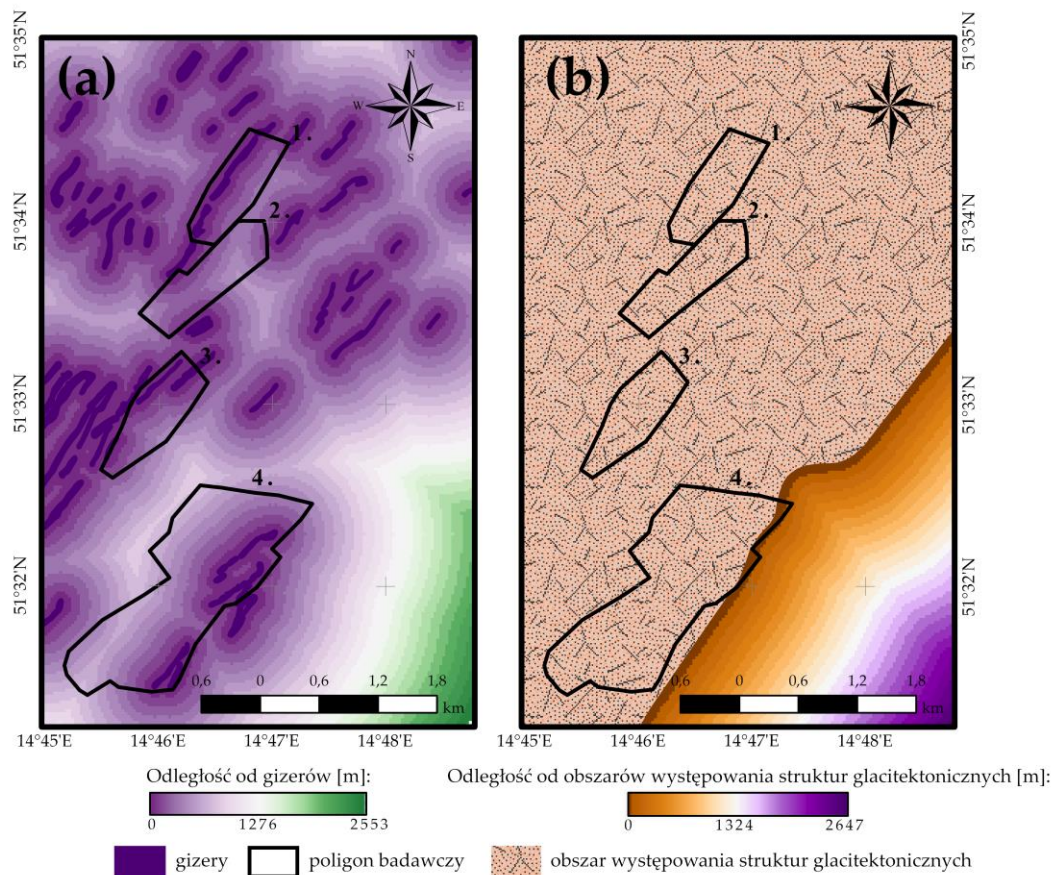 (a)
(b)
N
W
E
S
N
W
E
S
51°35'N
51°34'N
51°33'N
51°32'N
51°35'N
51°34'N
51°33'N
51°32'N
1.
2.
3.
4.
1.
2.
3.
4.
0,6 0 0,6 1,2 1,8
km
0,6 0 0,6 1,2 1,8
km
14°45'E 14°46'E 14°47'E 14°48'E
14°45'E 14°46'E 14°47'E 14°48'E
Odległość od gizerów [m]:
0 1276 2553
Odległość od obszarów występowania struktur glacitektonicznych [m]:
0 1324 2647
gizery
poligon badawczy
obszar występowania struktur glacitektonicznych